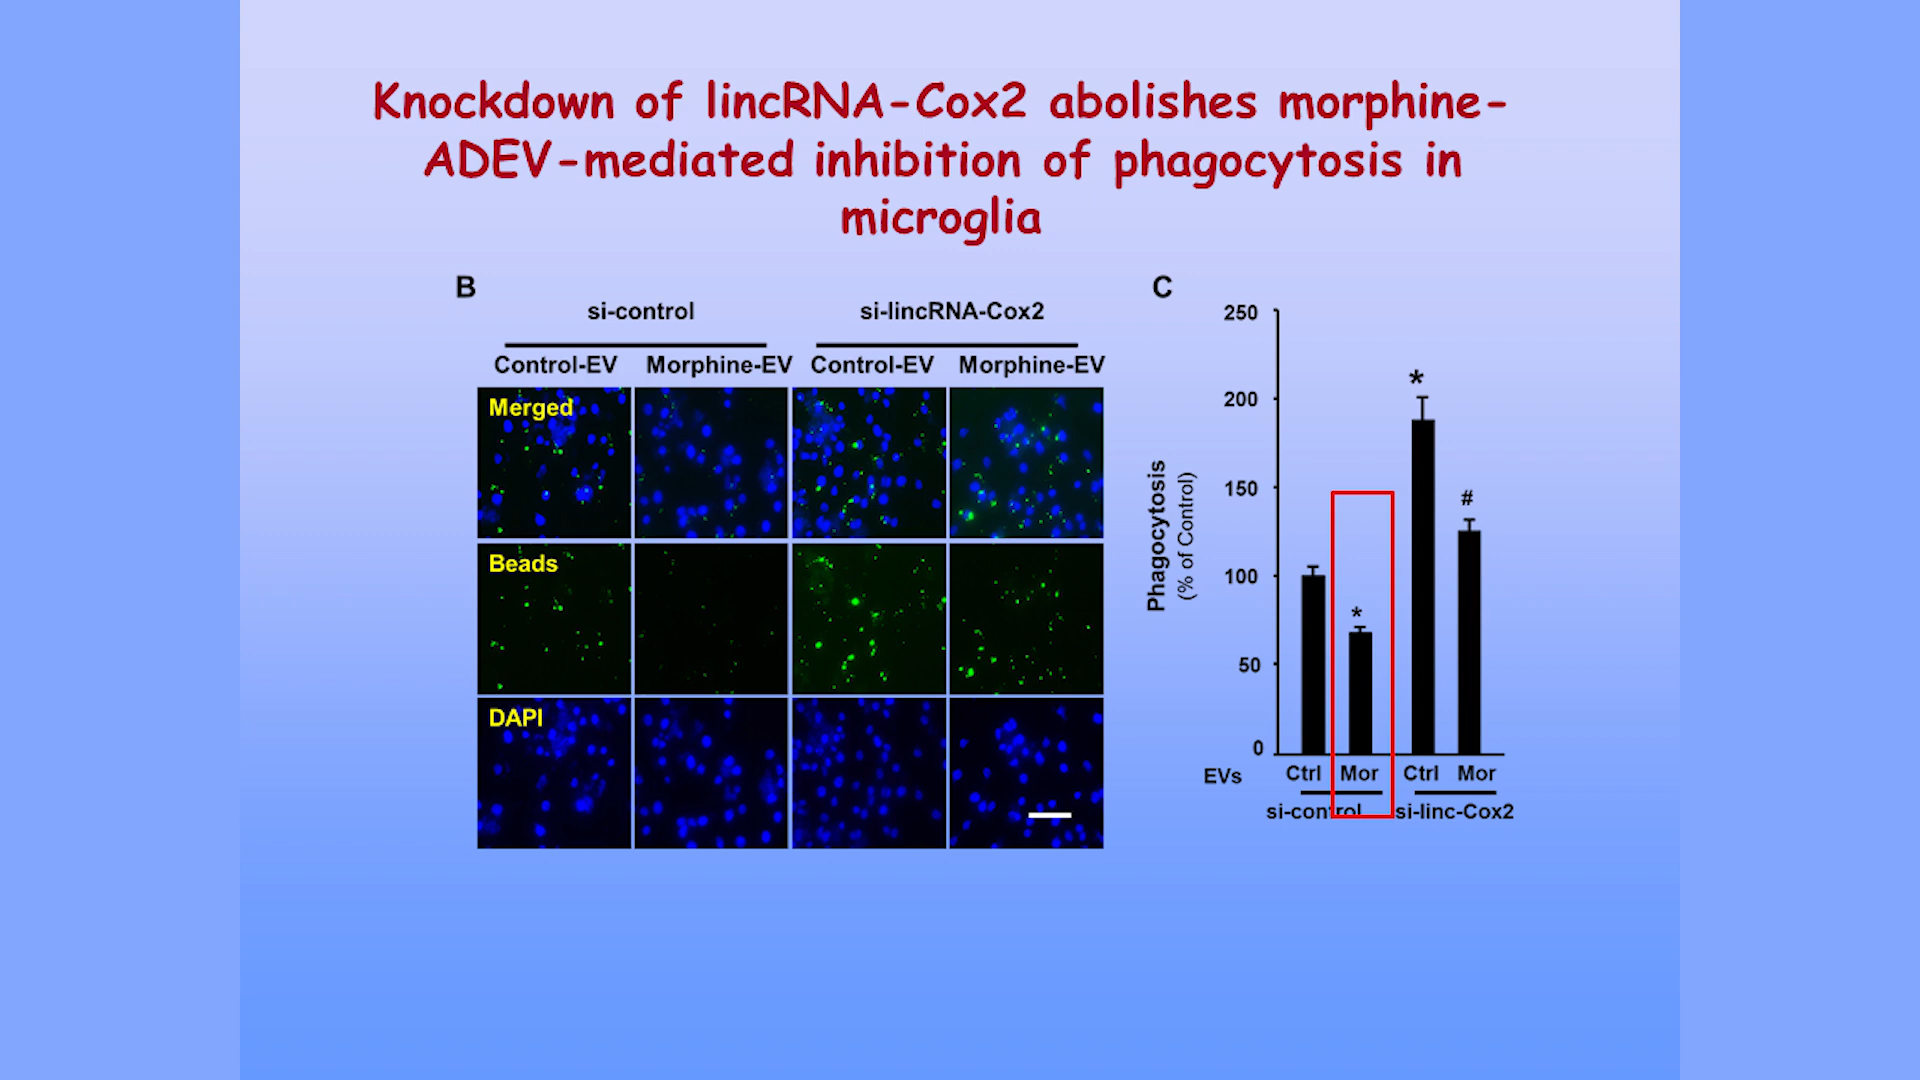 Knockdown of lincRNA-Cox2 abolishes morphine-
ADEV-mediated inhibition of phagocytosis in
microglia
B
si-control
si-lincRNA-Cox2
Control-EV
Morphine-EV
Control-EV
Morphine-EV
Merged
Beads
DAPI
C
Phagocytosis
(% of Control)
250
200
150
100
50
0
*
*
#
EVs
Ctrl
Mor
Ctrl
Mor
si-control
si-linc-Cox2